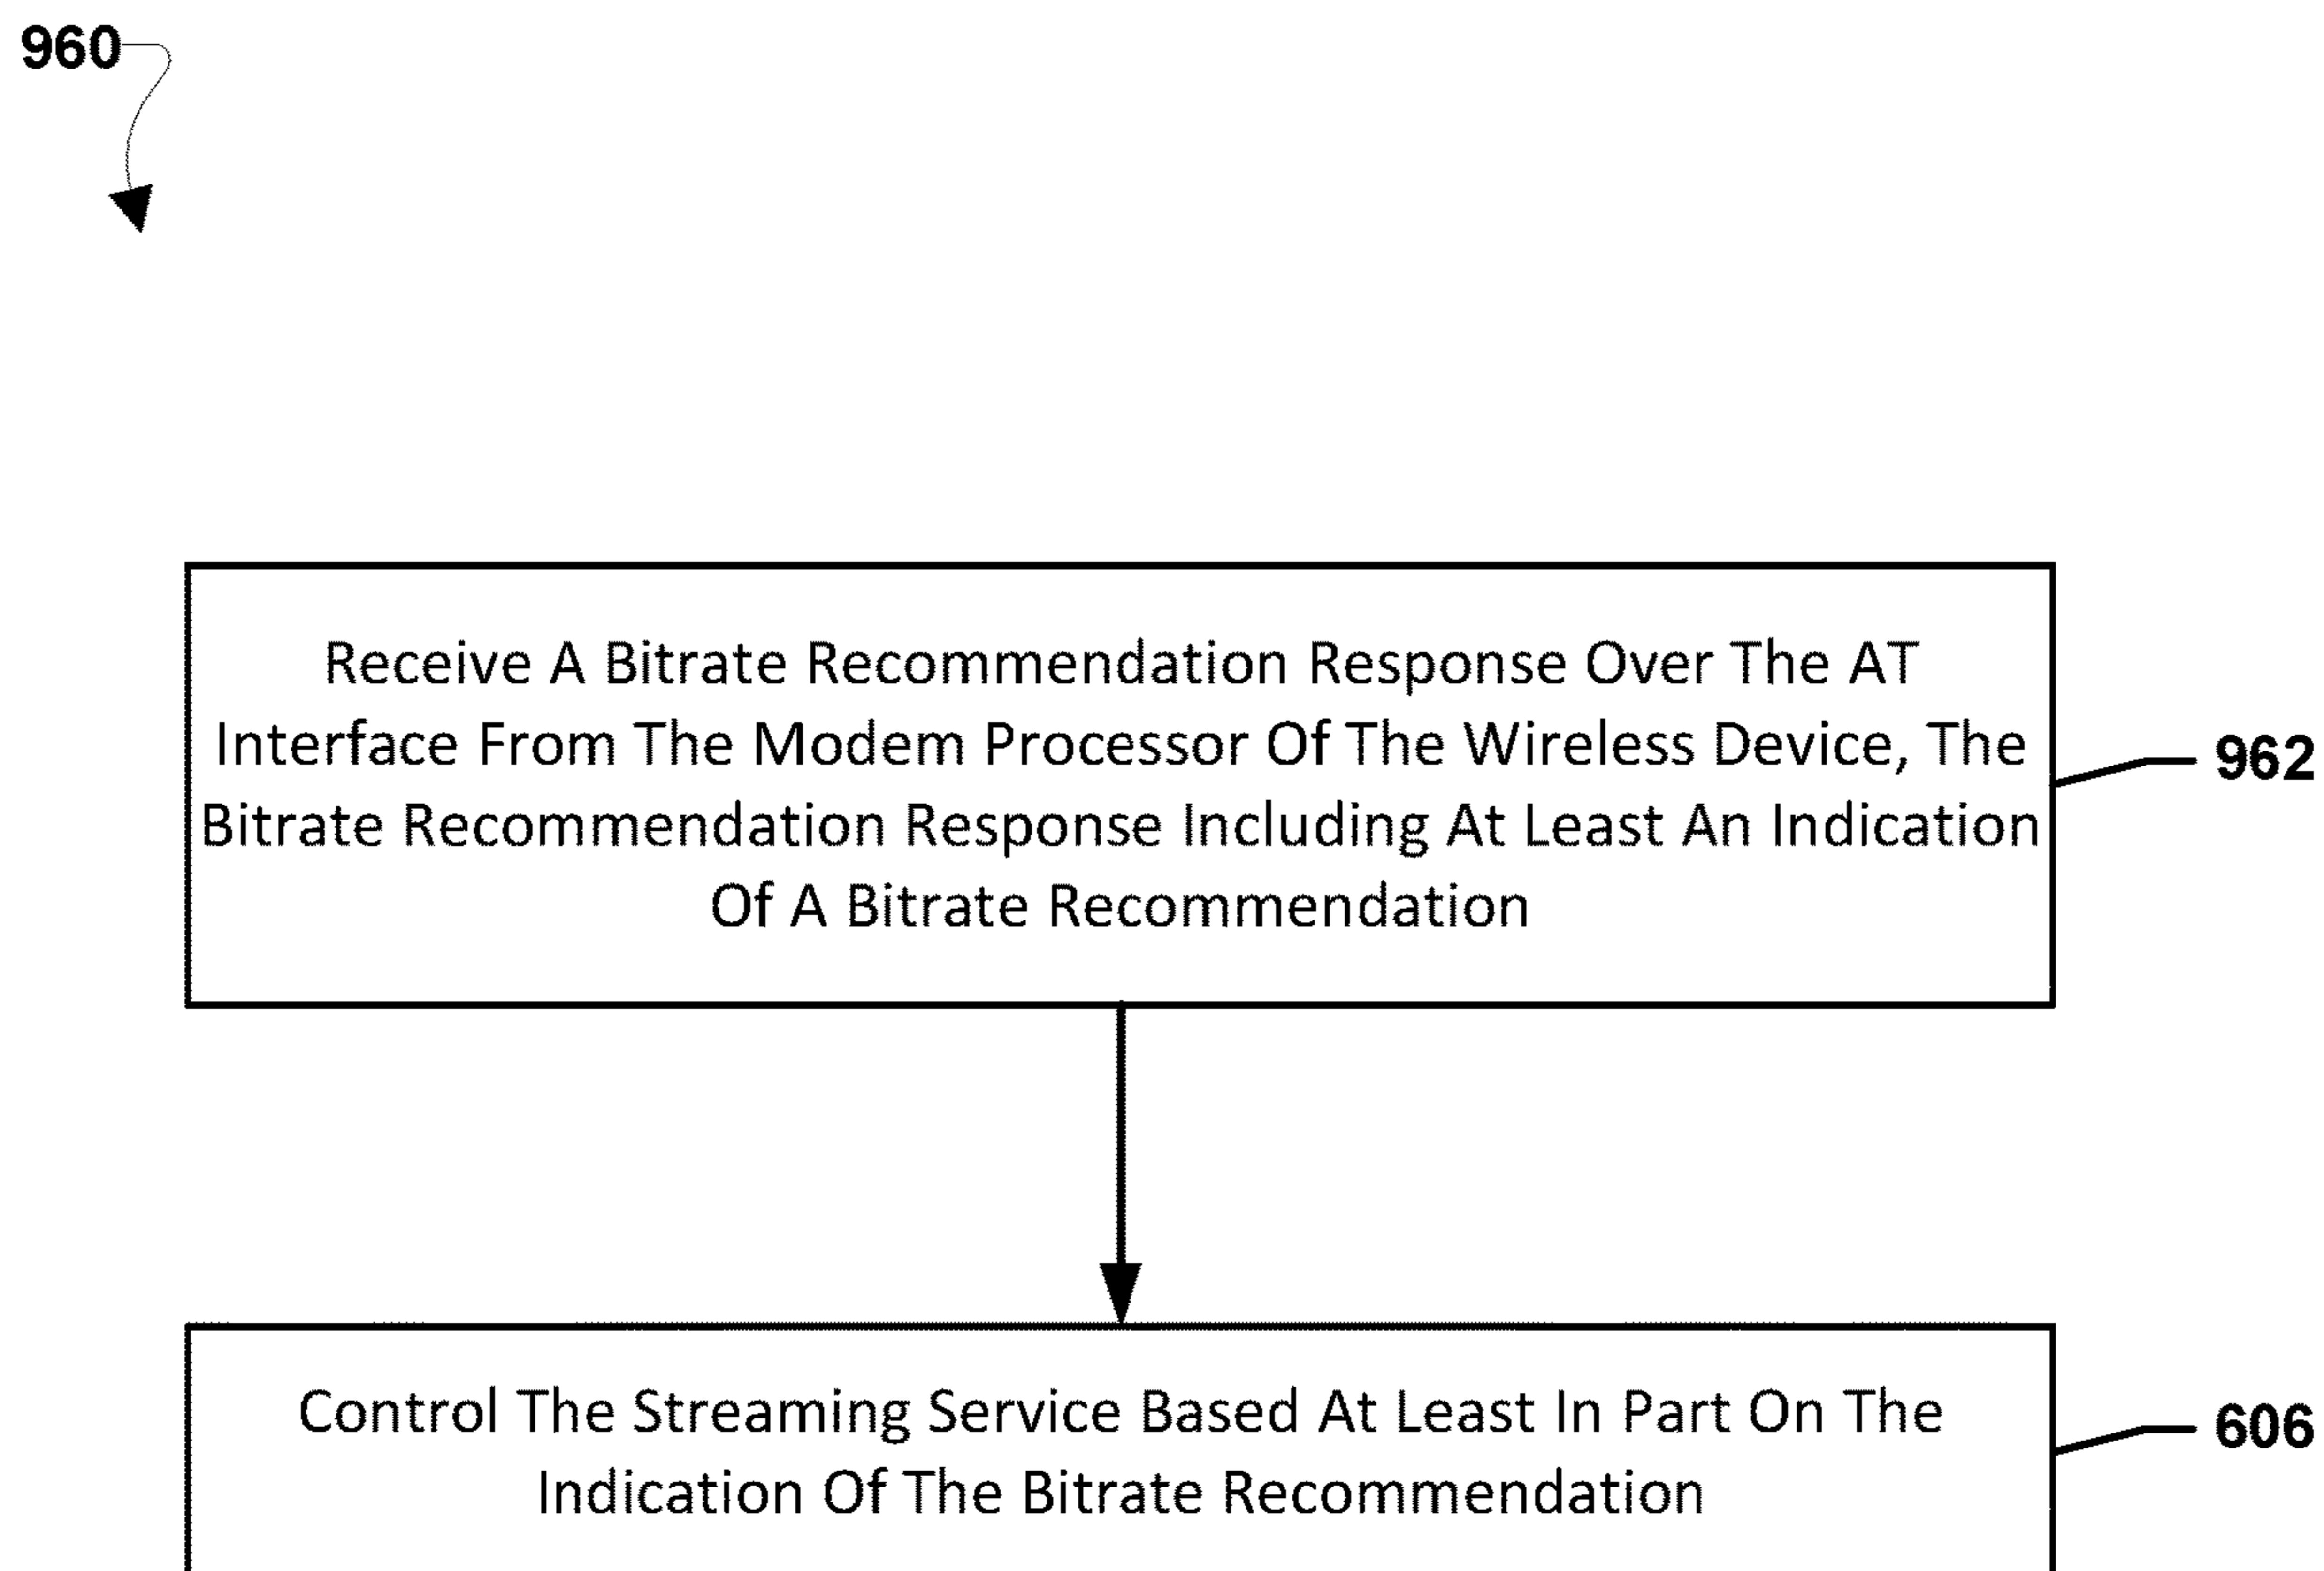 960
Receive A Bitrate Recommendation Response Over The AT
Interface From The Modem Processor Of The Wireless Device, The
Bitrate Recommendation Response Including At Least An Indication
Of A Bitrate Recommendation
962
Control The Streaming Service Based At Least In Part On The
Indication Of The Bitrate Recommendation
606